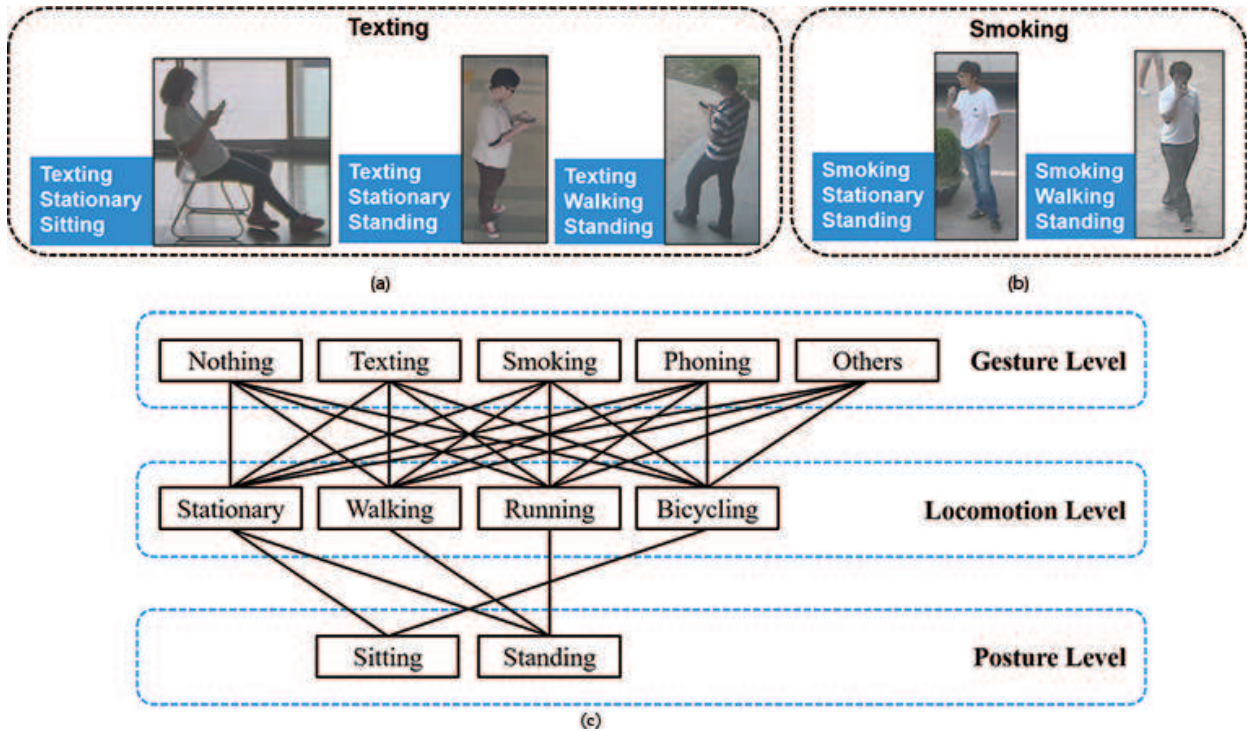 Texting
Smoking
Texting
Stationary
Sitting
Texting
Stationary
Standing
Texting
Walking
Standing
Smoking
Stationary
Standing
Smoking
Walking
Standing
(a)
(b)
Nothing
Texting
Smoking
Phoning
Others
Gesture Level
Stationary
Walking
Running
Bicycling
Locomotion Level
Sitting
Standing
Posture Level
(c)